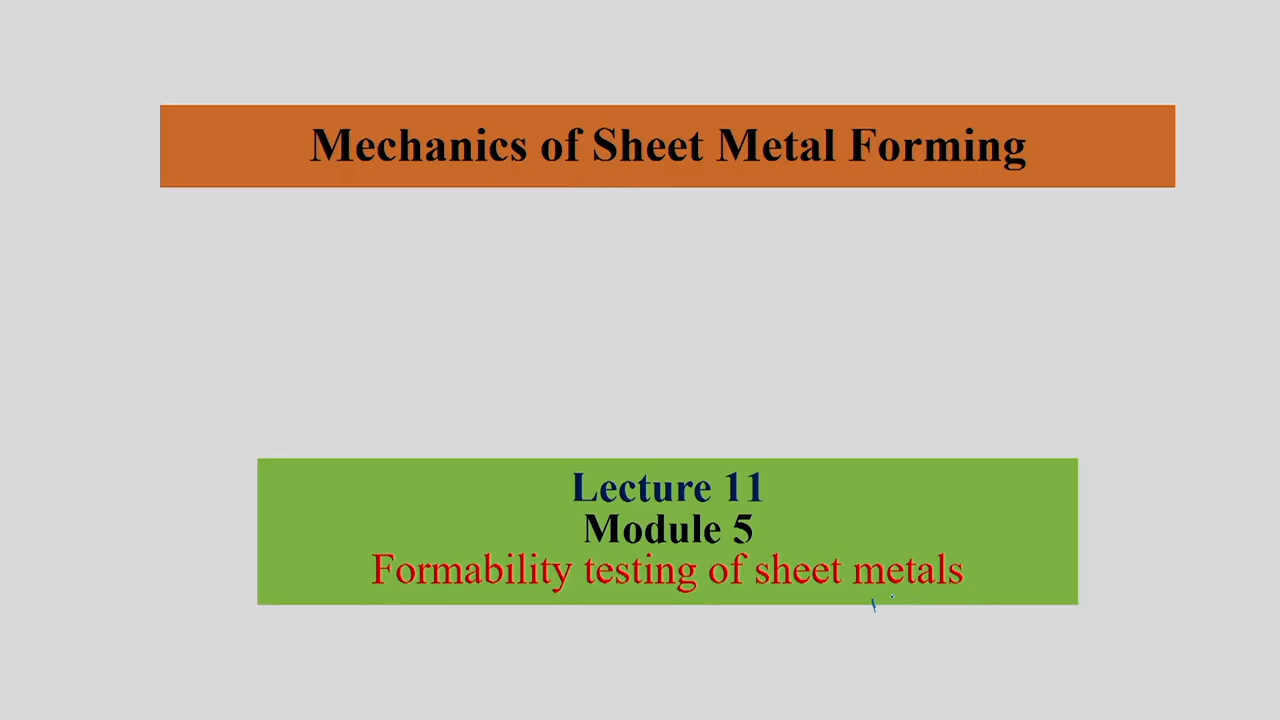 Mechanics of Sheet Metal Forming
Lecture 11
Module 5
Formability testing of sheet metals